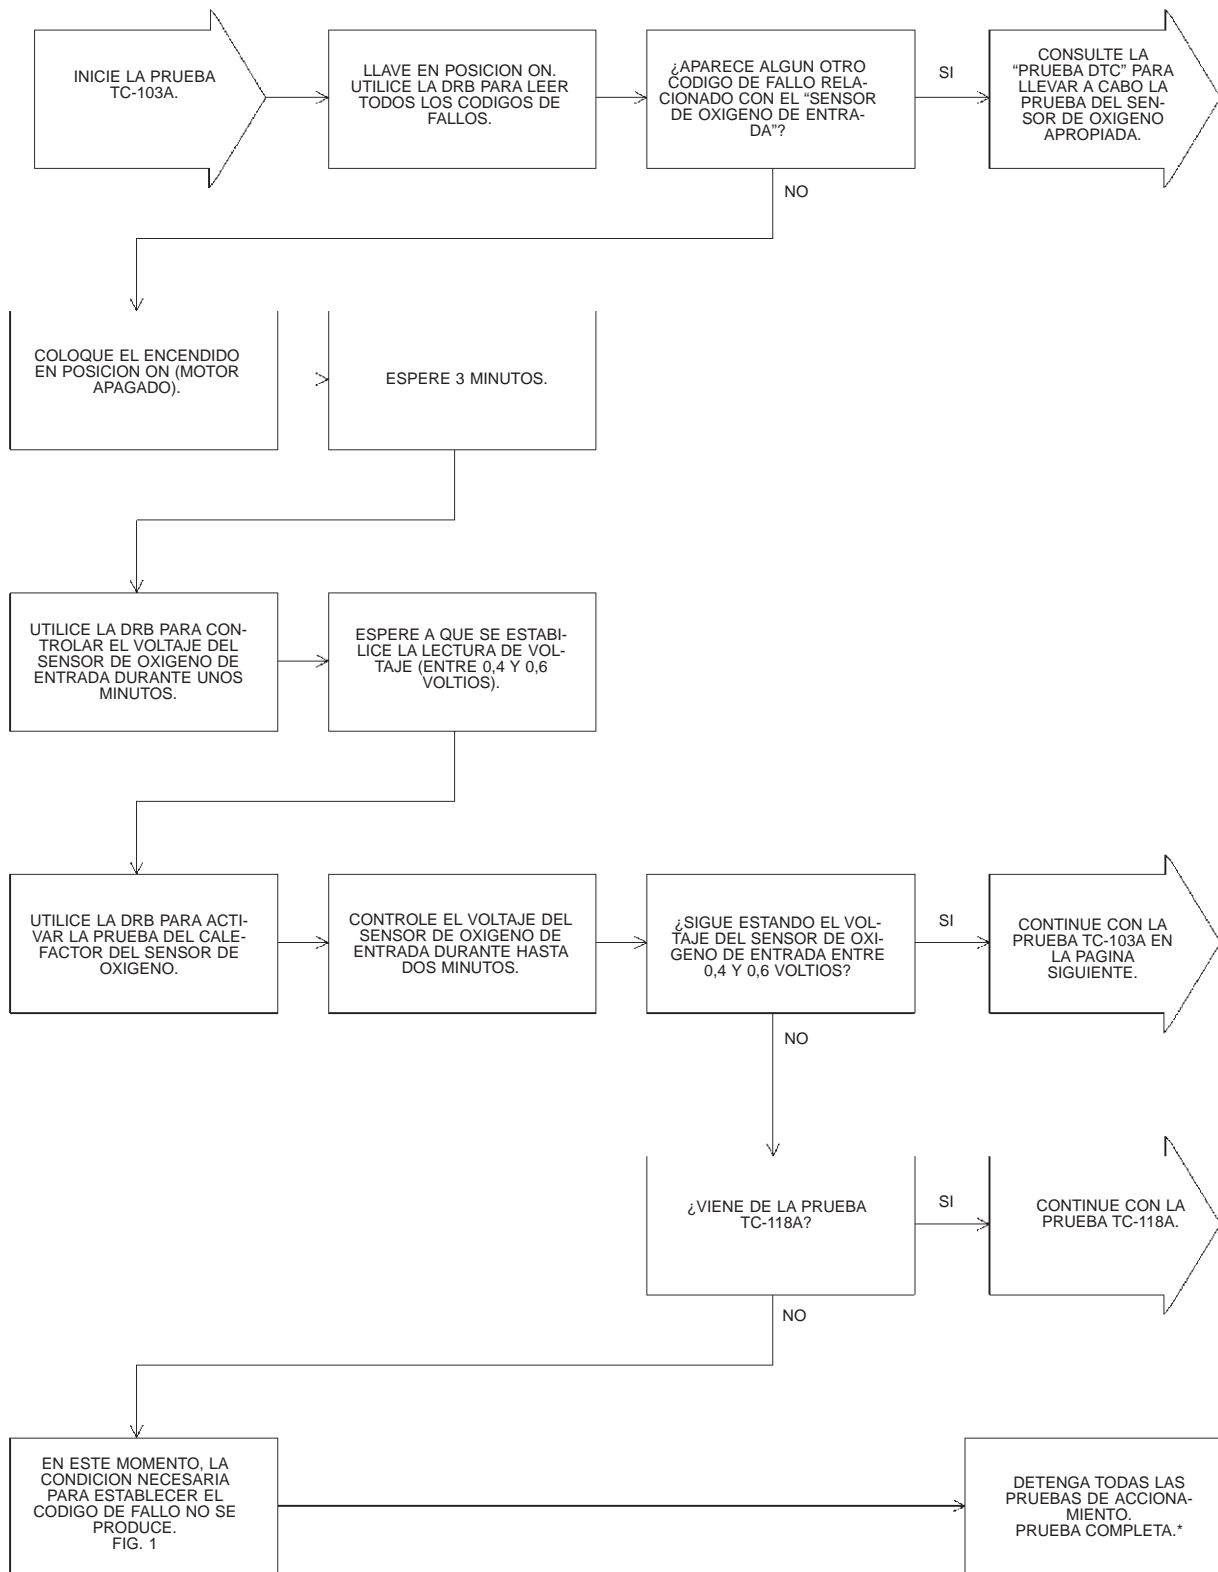 INICIE LA PRUEBA
TC-103A.
LLAVE EN POSICION ON.
UTILICE LA DRB PARA LEER
TODOS LOS CODIGOS DE
FALLOS.
¿APARECE ALGUN OTRO
CODIGO DE FALLO RELA-
CIONADO CON EL “SENSOR
DE OXIGENO DE ENTRA-
DA”?
SI
CONSULTE LA
“PRUEBA DTC” PARA
LLEVAR A CABO LA
PRUEBA DEL SEN-
SOR DE OXIGENO
APROPIADA.
NO
COLOQUE EL ENCENDIDO
EN POSICION ON (MOTOR
APAGADO).
ESPERE 3 MINUTOS.
UTILICE LA DRB PARA CON-
TROLAR EL VOLTAJE DEL
SENSOR DE OXIGENO DE
ENTRADA DURANTE UNOS
MINUTOS.
ESPERE A QUE SE ESTABI-
LICE LA LECTURA DE VOL-
TAJE (ENTRE 0,4 Y 0,6
VOLTIOS).
UTILICE LA DRB PARA ACTI-
VAR LA PRUEBA DEL CALE-
FACTOR DEL SENSOR DE
OXIGENO.
CONTROLE EL VOLTAJE DEL
SENSOR DE OXIGENO DE
ENTRADA DURANTE HASTA
DOS MINUTOS.
¿SIGUE ESTANDO EL VOL-
TAJE DEL SENSOR DE OXI-
GENO DE ENTRADA ENTRE
0,4 Y 0,6 VOLTIOS?
SI
CONTINUE CON LA
PRUEBA TC-103A EN
LA PAGINA
SIGUIENTE.
NO
¿VIENE DE LA PRUEBA
TC-118A?
SI
CONTINUE CON LA
PRUEBA TC-118A.
NO
EN ESTE MOMENTO, LA
CONDICION NECESARIA
PARA ESTABLECER EL
CODIGO DE FALLO NO SE
PRODUCE.
FIG. 1
DETENGA TODAS LAS
PRUEBAS DE ACCIONA-
MIENTO.
PRUEBA COMPLETA.*